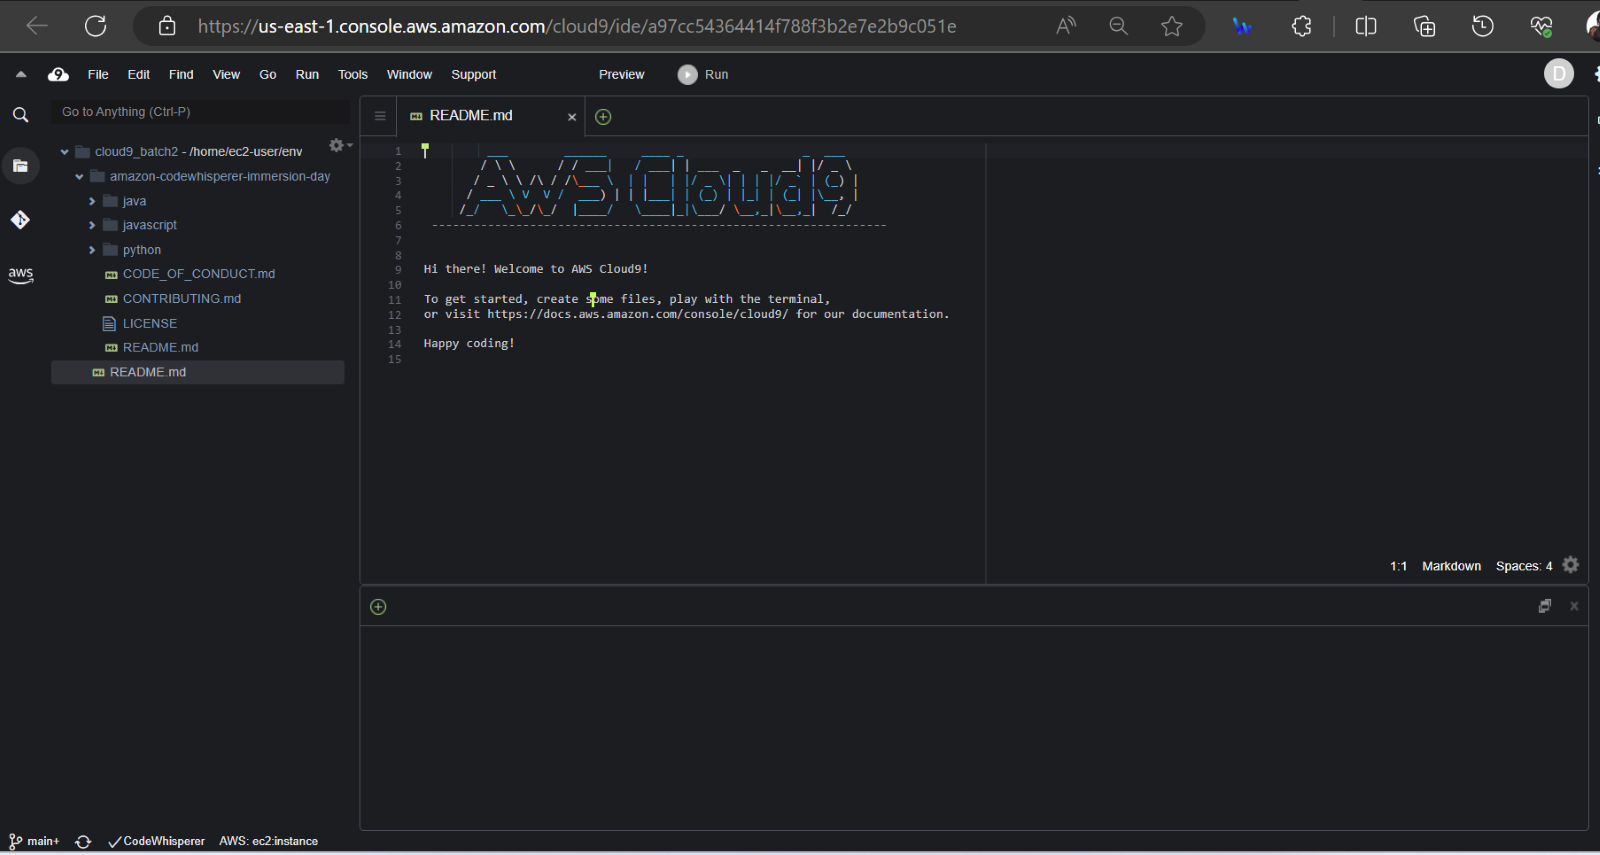 https://us-east-1.console.aws.amazon.com/cloud9/ide/a97cc54364414f788f3b2e7e2b9c051e
File Edit Find View Go Run Tools Window Support Preview Run
D
Go to Anything (Ctrl-P)
README.md
cloud9_batch2 - /home/ec2-user/env
amazon-codewhisperer-immersion-day
java
javascript
python
CODE_OF_CONDUCT.md
CONTRIBUTING.md
LICENSE
README.md
README.md
aws
1
2
3
4
5
6
7
8
9
10
11
12
13
14
15
AWS Cloud9
Hi there! Welcome to AWS Cloud9!
To get started, create some files, play with the terminal,
or visit https://docs.aws.amazon.com/console/cloud9/ for our documentation.
Happy coding!
1:1 Markdown Spaces: 4
main+ CodeWhisperer AWS: ec2:instance